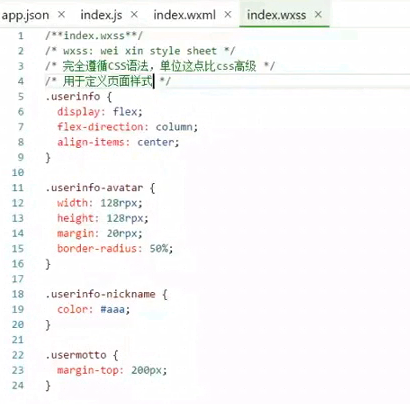 app.json × index.js × index.wxml × index.wxss ×
1 /**index.wxss**/
2 /* wxss: wei xin style sheet */
3 /* 完全遵循CSS语法，单位这点比css高级 */
4 /* 用于定义页面样式 */
5 .userinfo {
6 display: flex;
7 flex-direction: column;
8 align-items: center;
9 }
10
11 .userinfo-avatar {
12 width: 128rpx;
13 height: 128rpx;
14 margin: 20rpx;
15 border-radius: 50%;
16 }
17
18 .userinfo-nickname {
19 color: #aaa;
20 }
21
22 .usermotto {
23 margin-top: 200px;
24 }